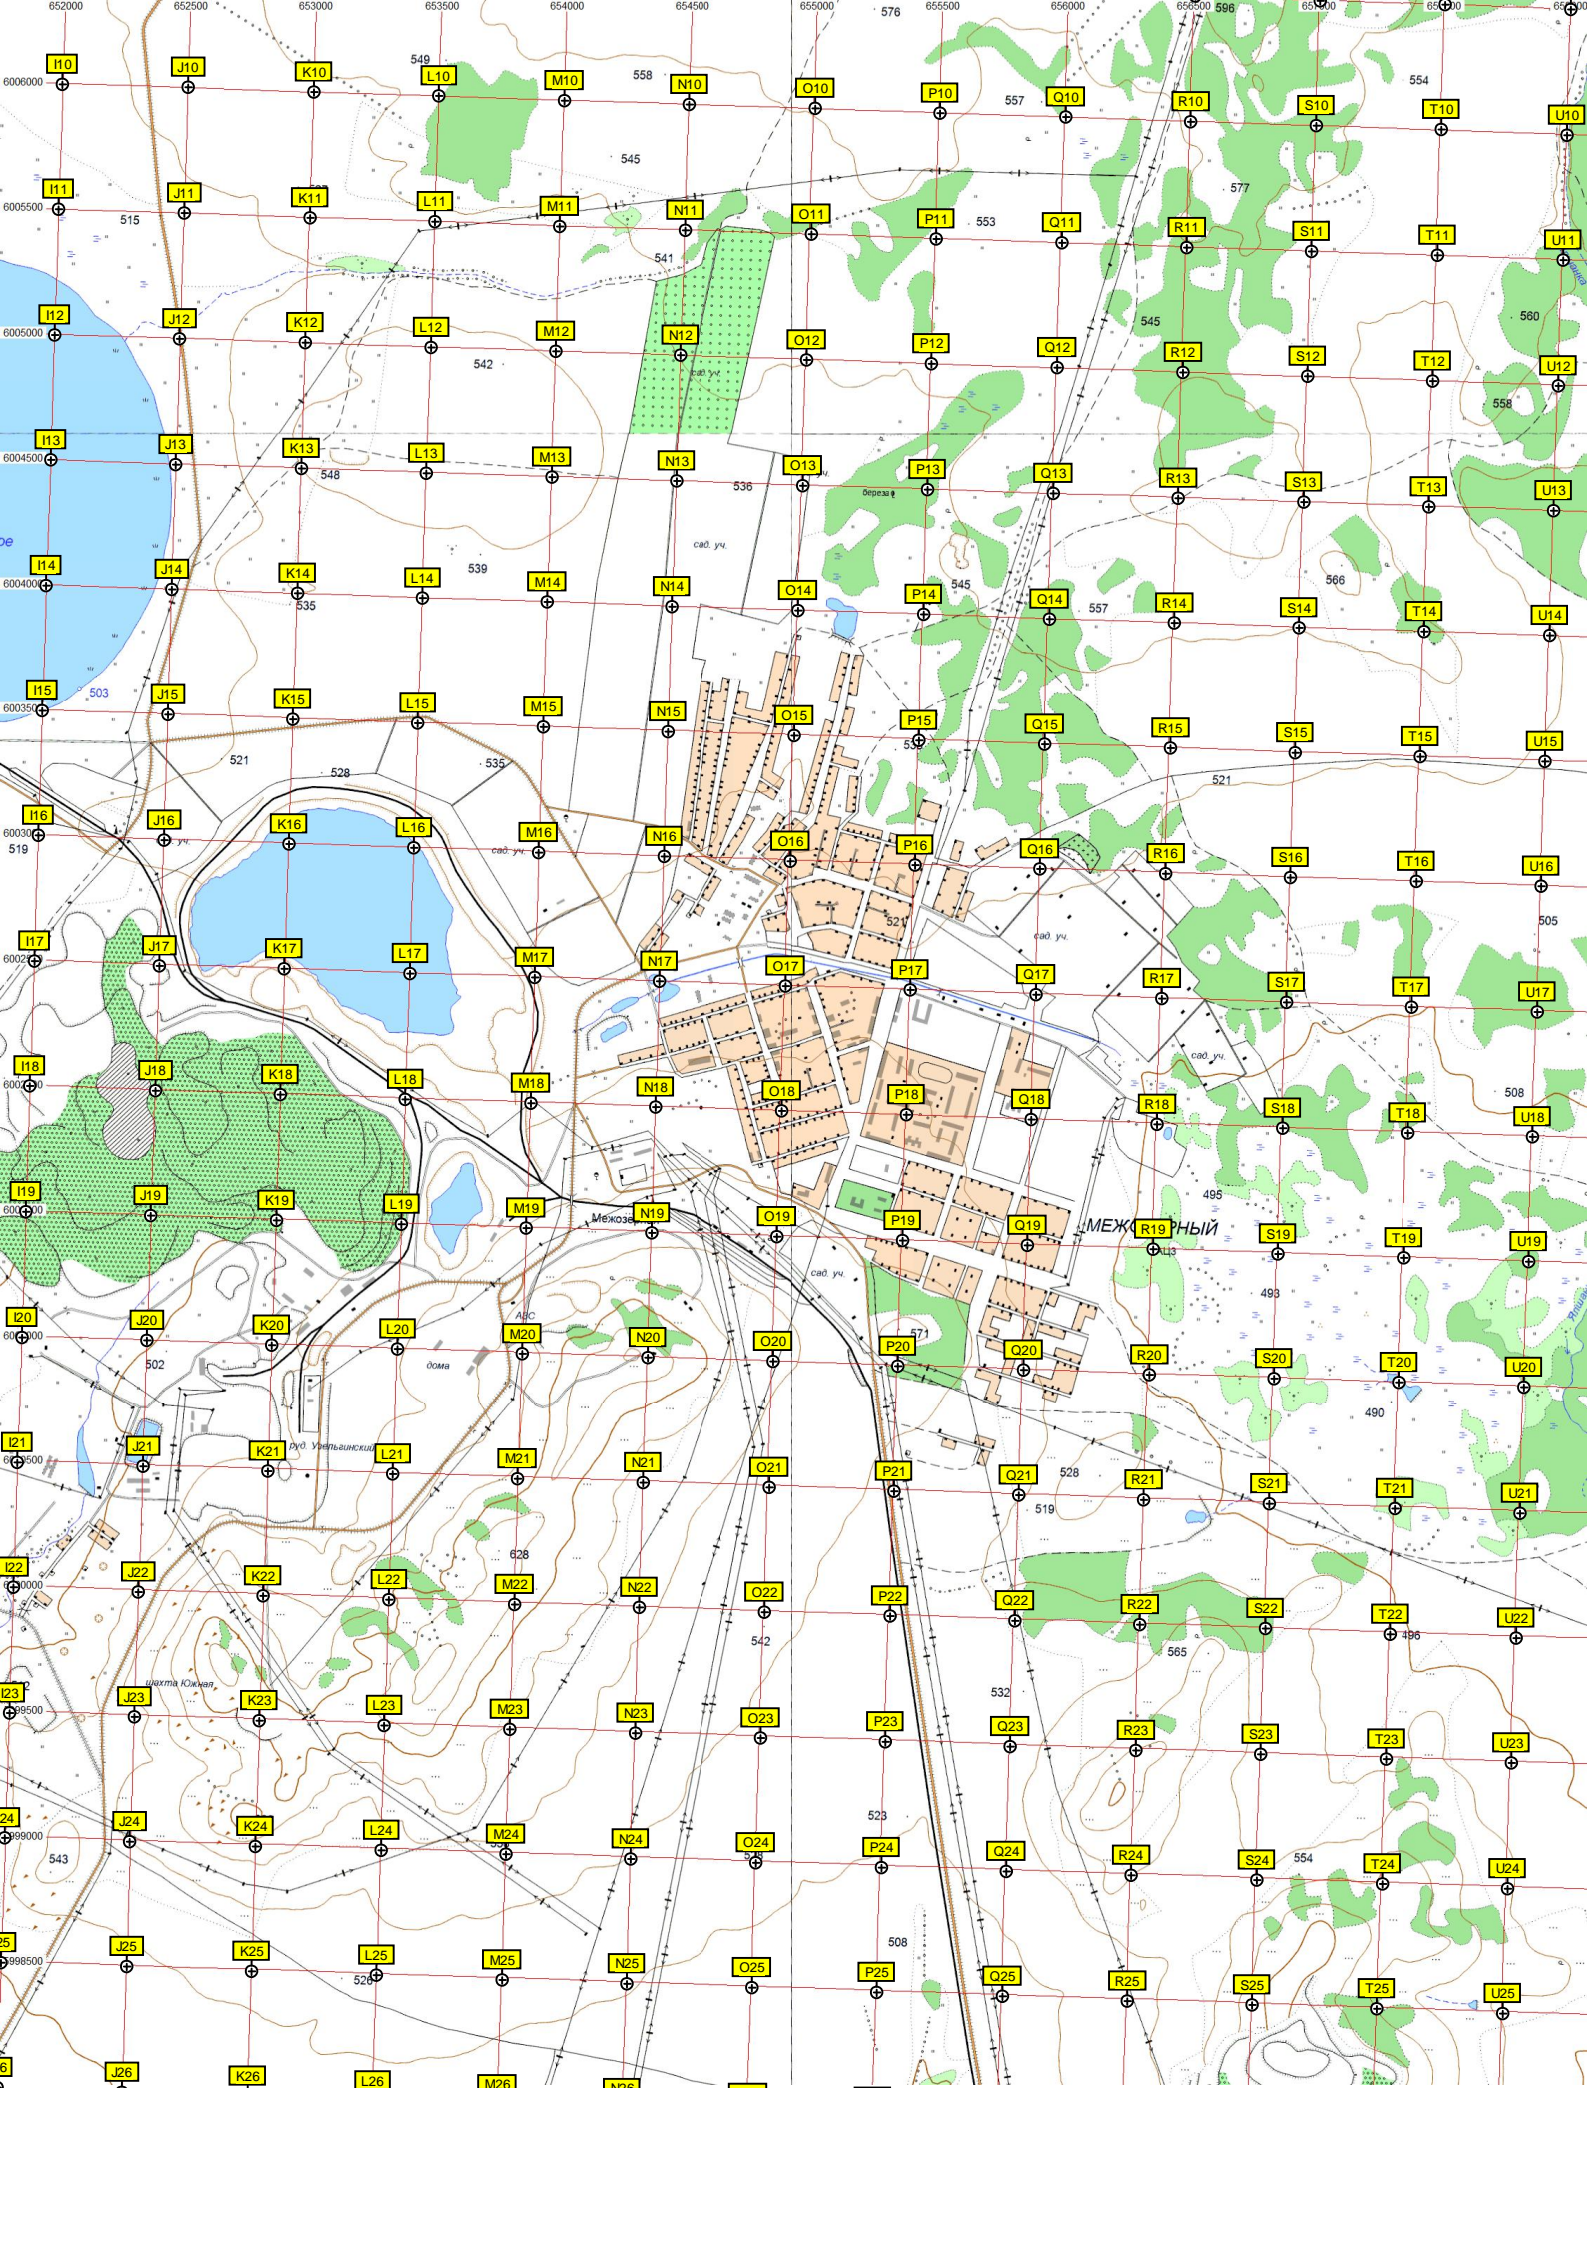 652000 652500 653000 653500 654000 654500 655000 655500 656000 656500
576 596
549 558 557 554
6006000
I10 J10 K10 L10 M10 N10 O10 P10 Q10 R10 S10 T10 U10
545 577
6005500
I11 J11 K11 L11 M11 N11 O11 P11 Q11 R11 S11 T11 U11
515 553
541
545 560
6005000
I12 J12 K12 L12 M12 N12 O12 P12 Q12 R12 S12 T12 U12
542
сад. уч.
558
6004500
I13 J13 K13 L13 M13 N13 O13 P13 Q13 R13 S13 T13 U13
548 536 уч.
береза
сад. уч.
539 545 566
6004000
I14 J14 K14 L14 M14 N14 O14 P14 Q14 R14 S14 T14 U14
535 557
503
I15 J15 K15 L15 M15 N15 O15 P15 Q15 R15 S15 T15 U15
521 528 535 521
I16 J16 K16 L16 M16 N16 O16 P16 Q16 R16 S16 T16 U16
519 уч. сад. уч.
521 сад. уч. 505
I17 J17 K17 L17 M17 N17 O17 P17 Q17 R17 S17 T17 U17
сад. уч.
I18 J18 K18 L18 M18 N18 O18 P18 Q18 R18 S18 T18 U18
508
495
I19 J19 K19 L19 M19 N19 O19 P19 Q19 R19 S19 T19 U19
сад. уч.
493
АЗС
I20 J20 K20 L20 M20 N20 O20 P20 Q20 R20 S20 T20 U20
502 дома 571
490
руд. Узельгинский
I21 J21 K21 L21 M21 N21 O21 P21 Q21 R21 S21 T21 U21
528
519
628
I22 J22 K22 L22 M22 N22 O22 P22 Q22 R22 S22 T22 U22
542 565 496
шахта Южная
532
I23 J23 K23 L23 M23 N23 O23 P23 Q23 R23 S23 T23 U23
523
24 J24 K24 L24 M24 N24 O24 P24 Q24 R24 S24 T24 U24
543 554
508
5998500
25 J25 K25 L25 M25 N25 O25 P25 Q25 R25 S25 T25 U25
526
6 J26 K26 L26 M26 N26